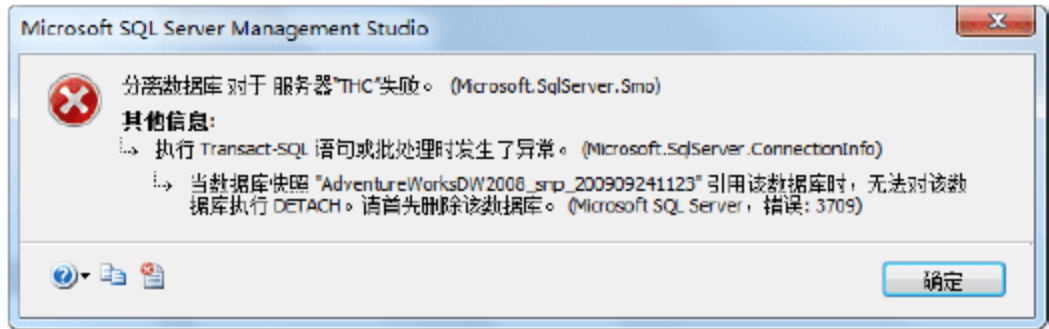 Microsoft SQL Server Management Studio
分离数据库 对于 服务器"THC"失败。 (Microsoft.SqlServer.Smo)
其他信息:
执行 Transact-SQL 语句或批处理时发生了异常。 (Microsoft.SqlServer.ConnectionInfo)
当数据库快照 "AdventureWorksDW2008_snp_200909241123" 引用该数据库时，无法对该数
据库执行 DETACH。请首先删除该数据库。 (Microsoft SQL Server，错误: 3709)
确定